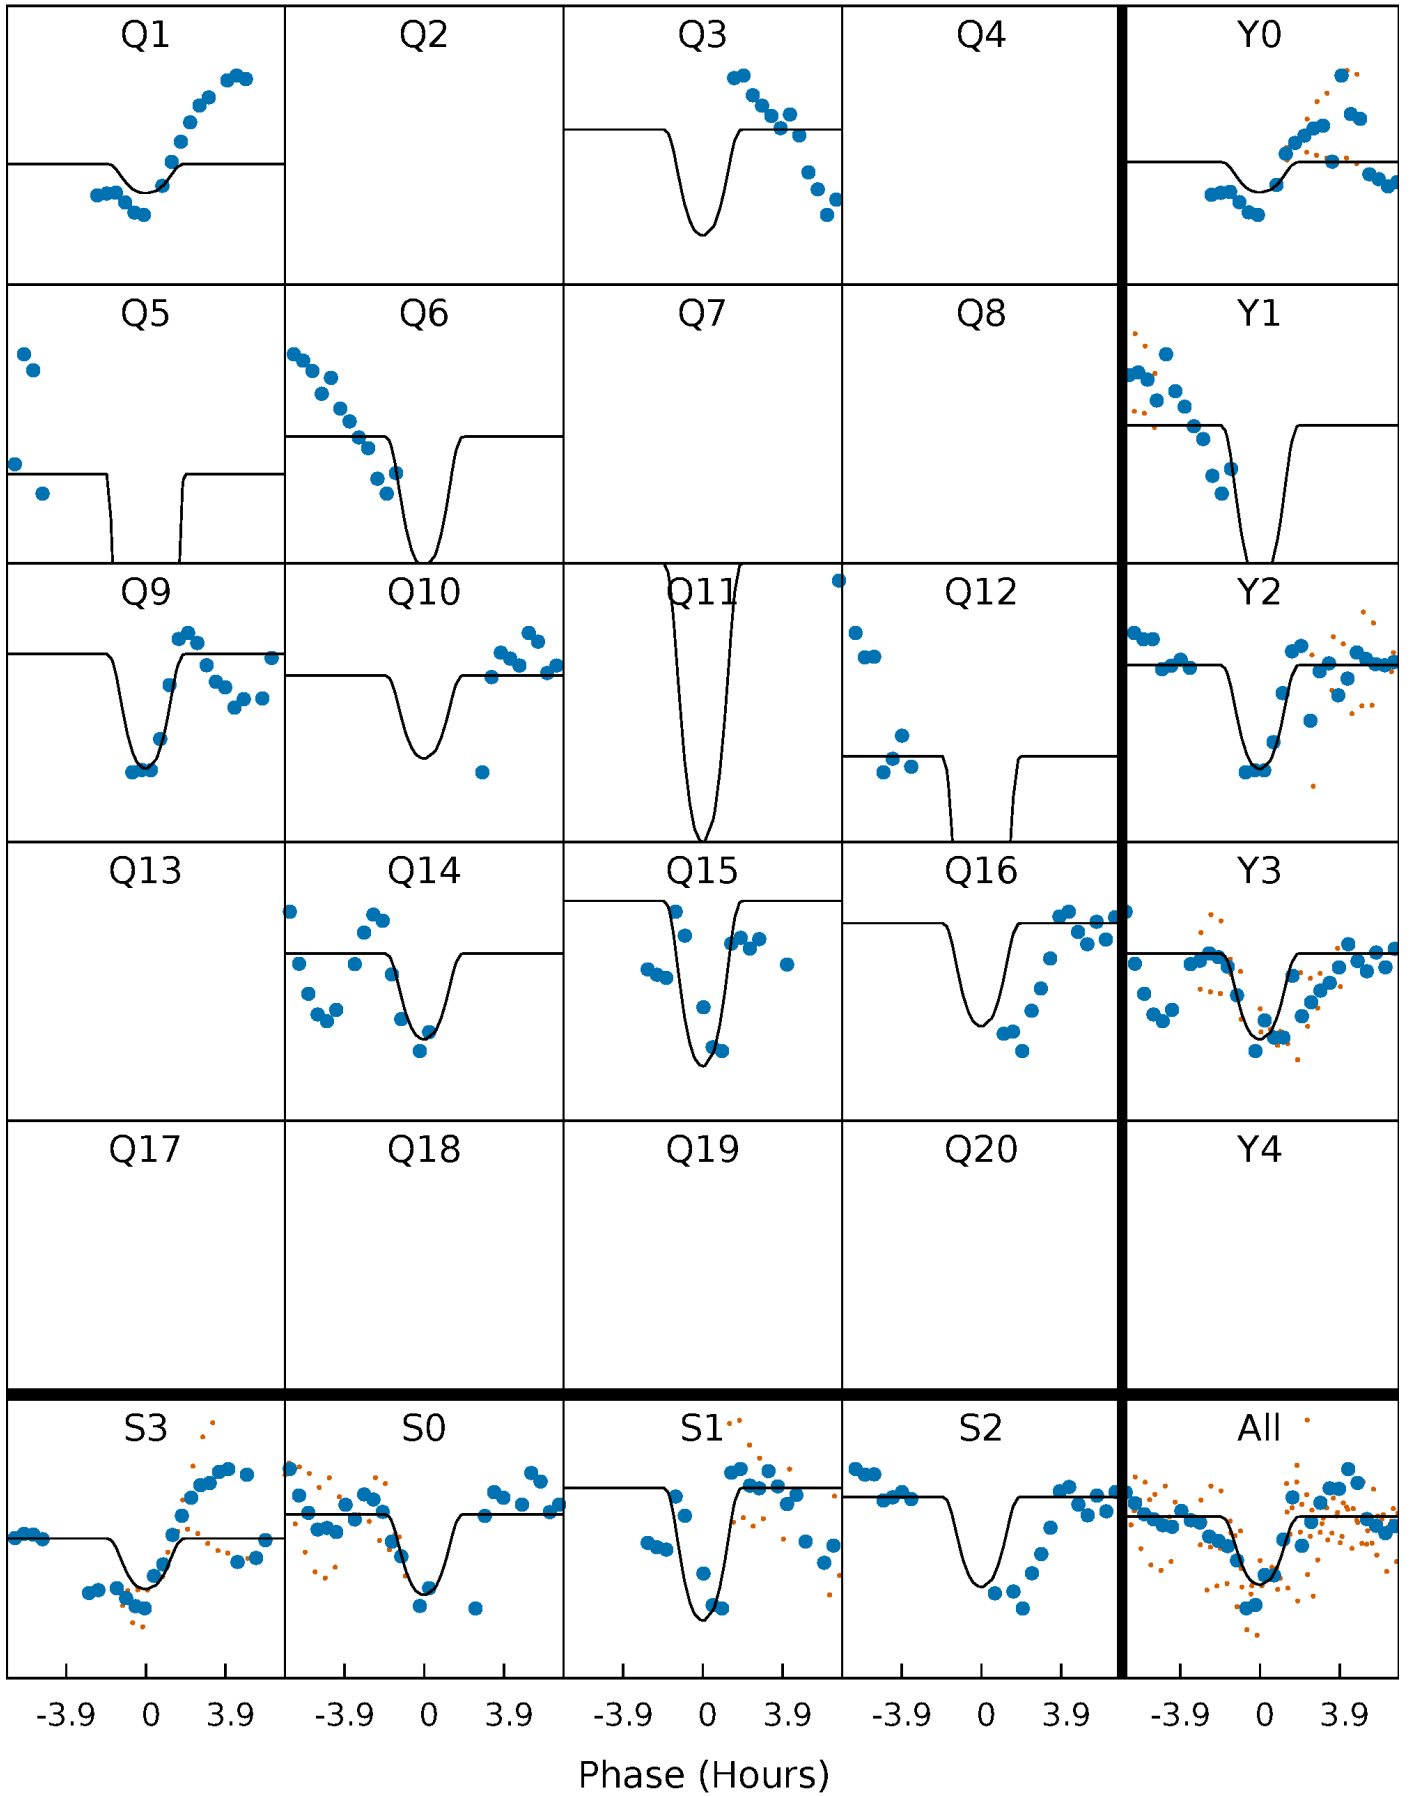 Q1 Q2 Q3 Q4 Y0
Q5 Q6 Q7 Q8 Y1
Q9 Q10 Q11 Q12 Y2
Q13 Q14 Q15 Q16 Y3
Q17 Q18 Q19 Q20 Y4
S3 S0 S1 S2 All
-3.9 0 3.9 -3.9 0 3.9 -3.9 0 3.9 -3.9 0 3.9 -3.9 0 3.9
Phase (Hours)